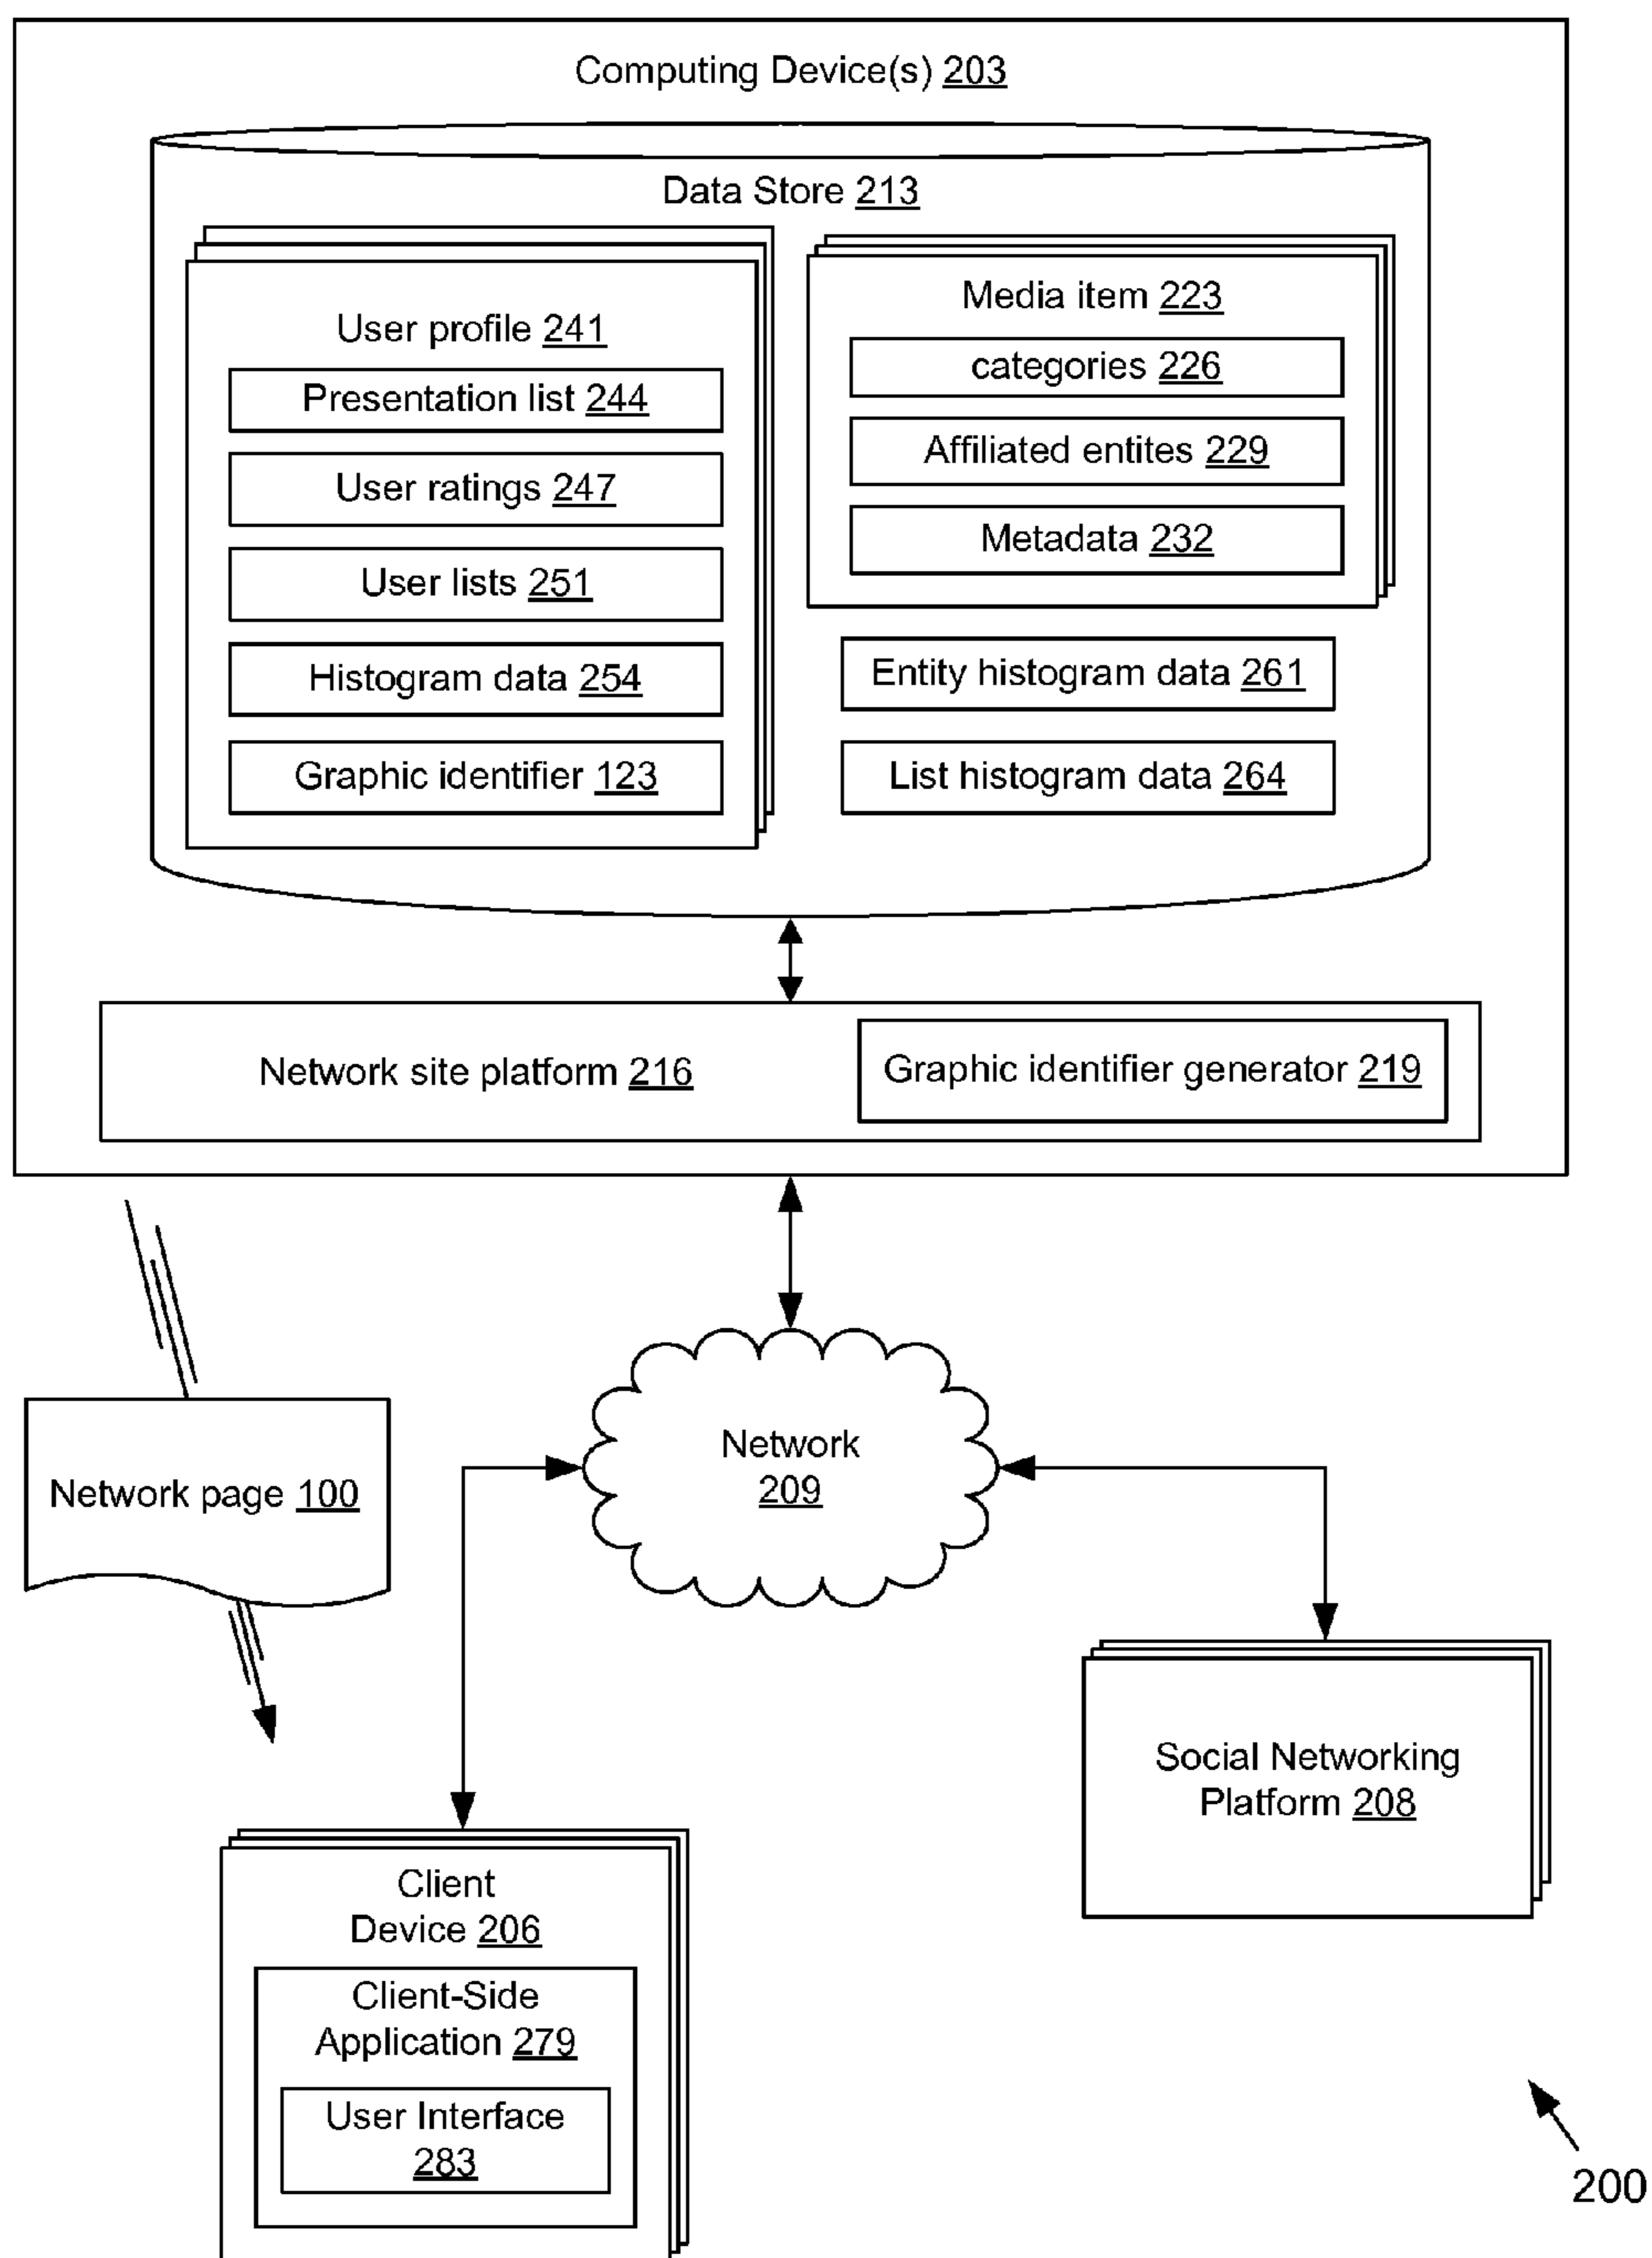 Computing Device(s) 203
Data Store 213
User profile 241
Presentation list 244
User ratings 247
User lists 251
Histogram data 254
Graphic identifier 123
Media item 223
categories 226
Affiliated entites 229
Metadata 232
Entity histogram data 261
List histogram data 264
Network site platform 216
Graphic identifier generator 219
Network page 100
Network
209
Social Networking
Platform 208
Client
Device 206
Client-Side
Application 279
User Interface
283
200